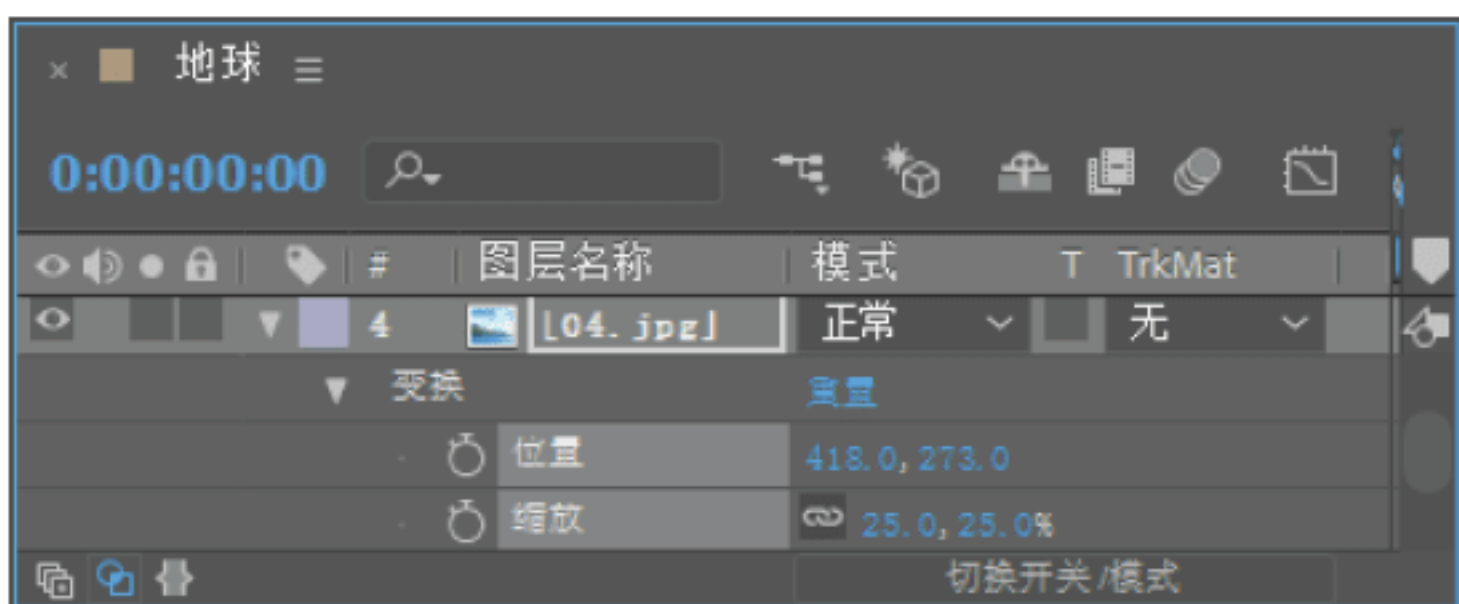 × 地球
0:00:00:00
# 图层名称 模式 T TrkMat
4 [04.jpg] 正常 无
变换 重置
位置 418.0,273.0
缩放 25.0,25.0%
切换开关/模式